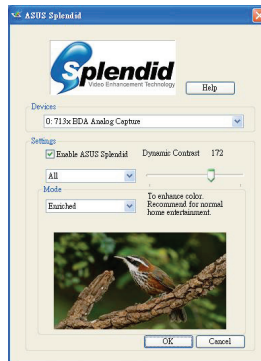 ASUS Splendid
Splendid
Video Enhancement Technology
Help
Devices
0: 713x BDA Analog Capture
Settings
Enable ASUS Splendid
Dynamic Contrast 172
All
Mode
Enriched
To enhance color.
Recommend for normal
home entertainment.
OK
Cancel